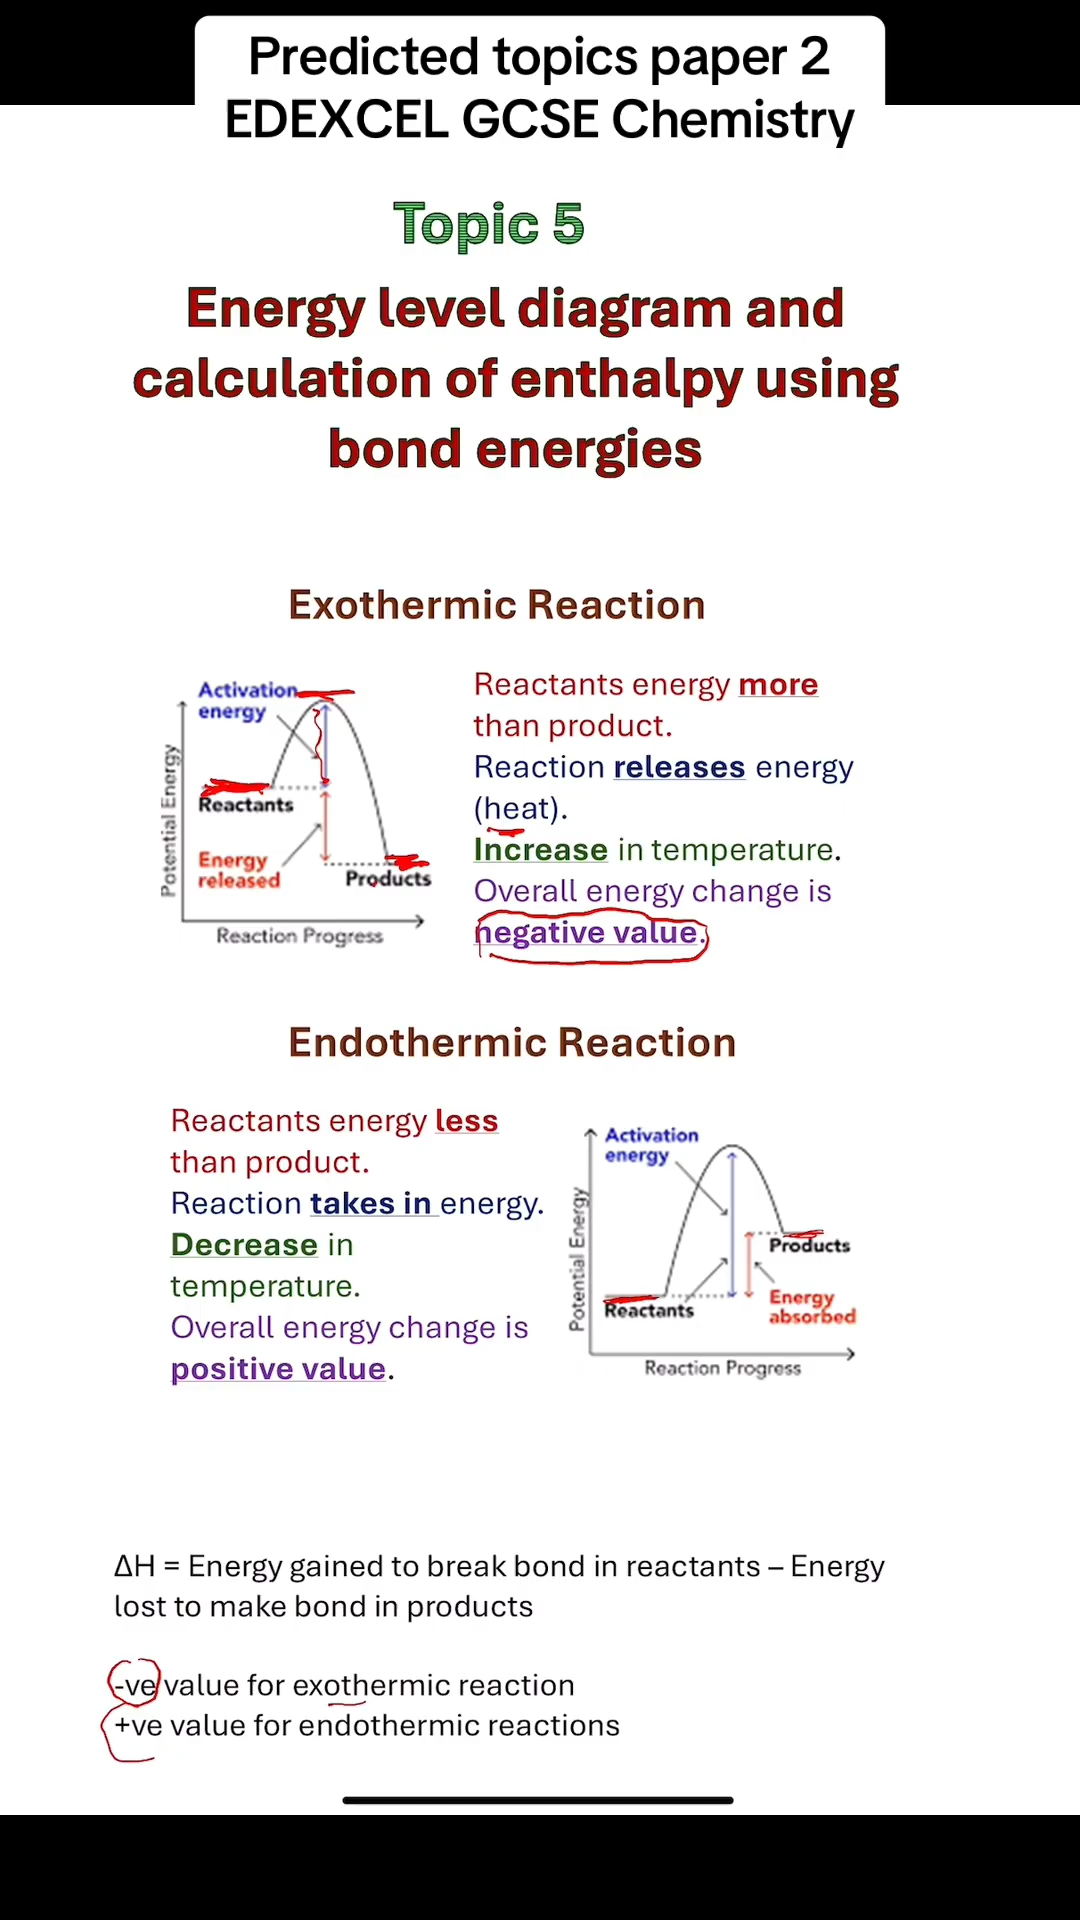 Predicted topics paper 2
EDEXCEL GCSE Chemistry
Topic 5
Energy level diagram and
calculation of enthalpy using
bond energies
Exothermic Reaction
Activation
energy
Reactants
Energy
released
Products
Potential Energy
Reaction Progress
Reactants energy more
than product.
Reaction releases energy
(heat).
Increase in temperature.
Overall energy change is
negative value.
Endothermic Reaction
Reactants energy less
than product.
Reaction takes in energy.
Decrease in
temperature.
Overall energy change is
positive value.
Activation
energy
Products
Reactants
Energy
absorbed
Potential Energy
Reaction Progress
ΔH = Energy gained to break bond in reactants – Energy
lost to make bond in products
-ve value for exothermic reaction
+ve value for endothermic reactions